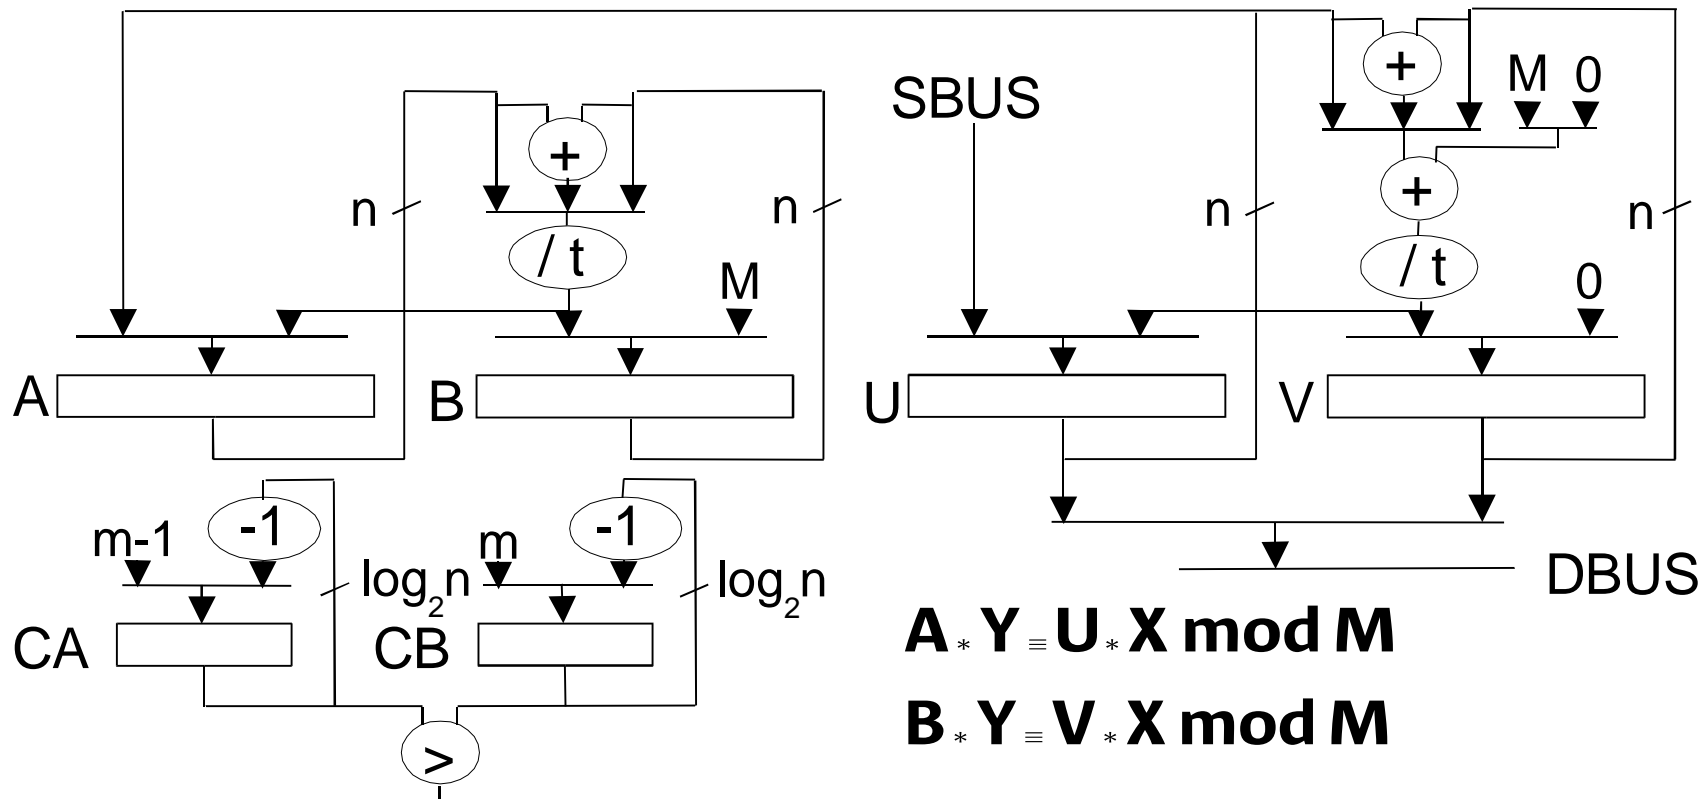 +
M 0
SBUS
+
+
n
n
n
n
/ t
/ t
M
0
A
B
U
V
-1
-1
m-1
m
log₂n
log₂n
DBUS
CA
CB
A * Y ≡ U * X mod M
B * Y ≡ V * X mod M
>